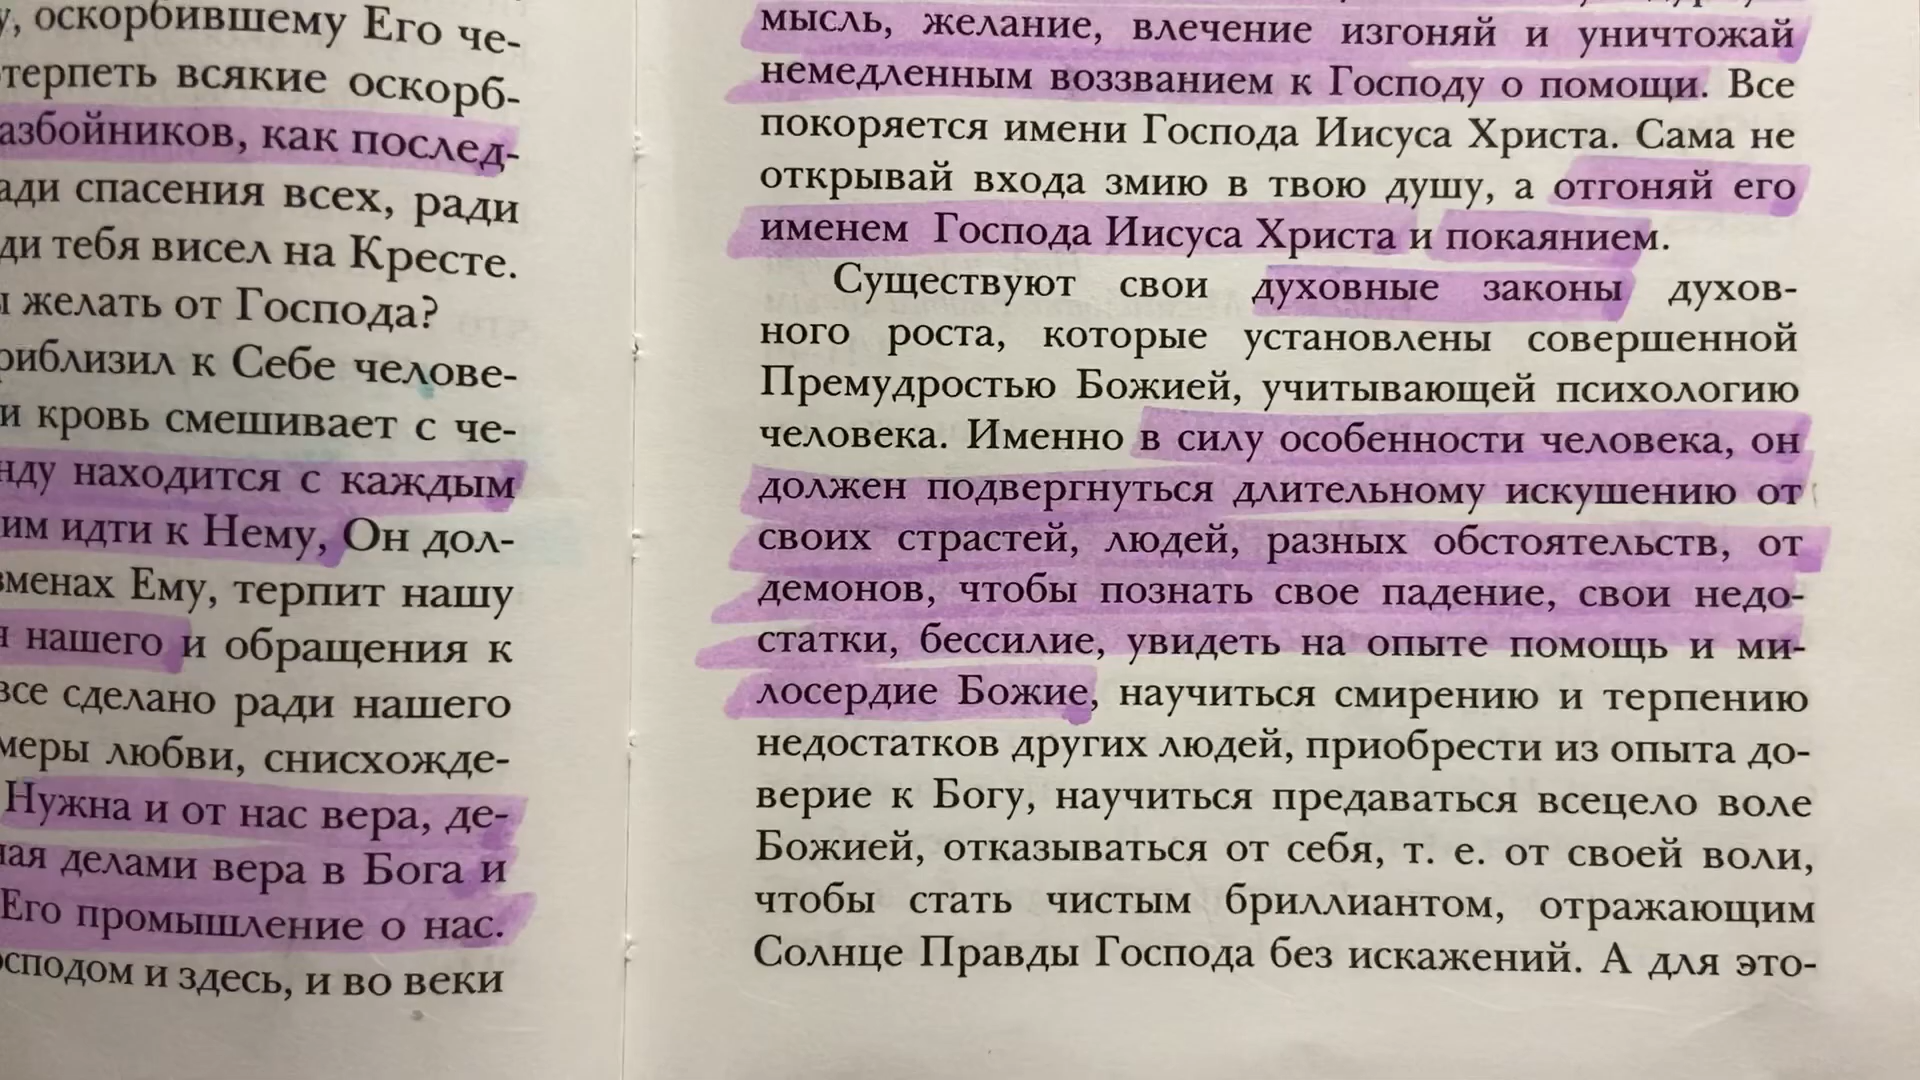 оскорбившему Его че-
терпеть всякие оскорб-
азбойников, как послед-
ади спасения всех, ради
ди тебя висел на Кресте.
желать от Господа?
риблизил к Себе челове-
и кровь смешивает с че-
нду находится с каждым
им идти к Нему, Он дол-
зменах Ему, терпит нашу
нашего и обращения к
все сделано ради нашего
меры любви, снисхожде-
Нужна и от нас вера, де-
ная делами вера в Бога и
Его промышление о нас.
осподом и здесь, и во веки
мысль, желание, влечение изгоняй и уничтожай
немедленным воззванием к Господу о помощи. Все
покоряется имени Господа Иисуса Христа. Сама не
открывай входа змию в твою душу, а отгоняй его
именем Господа Иисуса Христа и покаянием.
Существуют свои духовные законы духов-
ного роста, которые установлены совершенной
Премудростью Божией, учитывающей психологию
человека. Именно в силу особенности человека, он
должен подвергнуться длительному искушению от
своих страстей, людей, разных обстоятельств, от
демонов, чтобы познать свое падение, свои недо-
статки, бессилие, увидеть на опыте помощь и ми-
лосердие Божие, научиться смирению и терпению
недостатков других людей, приобрести из опыта до-
верие к Богу, научиться предаваться всецело воле
Божией, отказываться от себя, т. е. от своей воли,
чтобы стать чистым бриллиантом, отражающим
Солнце Правды Господа без искажений. А для это-